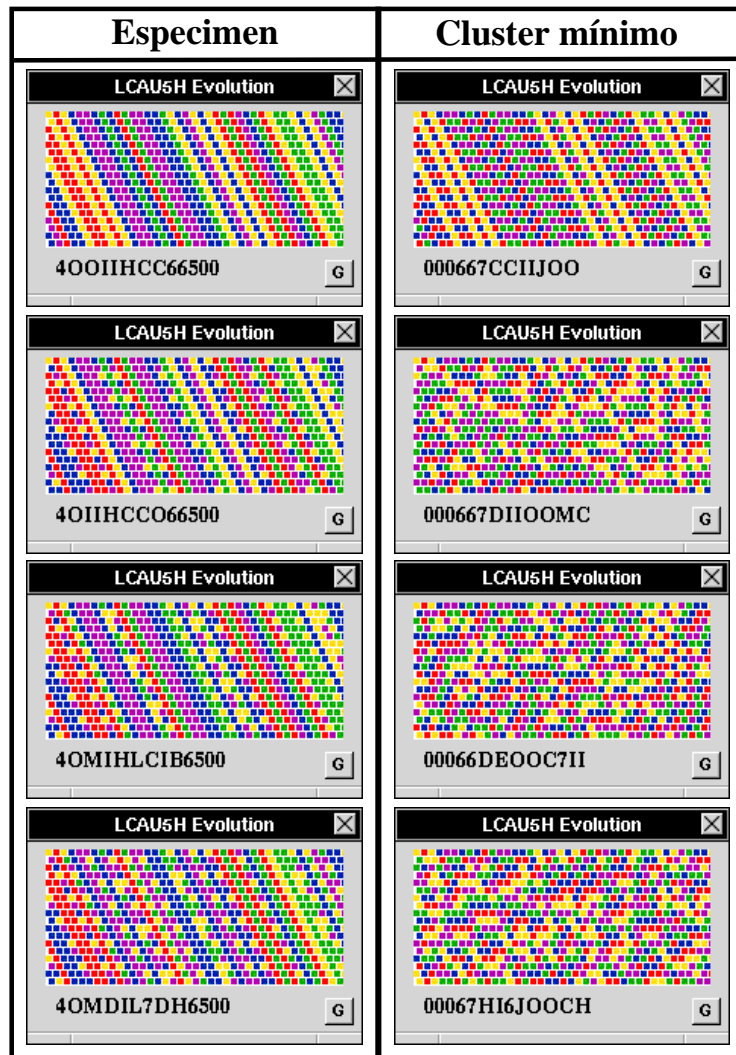 Especimen Cluster mínimo
LCAU5H Evolution LCAU5H Evolution
4OOIIHCC66500 G 000667CCIIJOO G
LCAU5H Evolution LCAU5H Evolution
4OIIHCCO66500 G 000667DIIOOMC G
LCAU5H Evolution LCAU5H Evolution
4OMIHLCIB6500 G 00066DEOOC7II G
LCAU5H Evolution LCAU5H Evolution
4OMDIL7DH6500 G 00067HI6JOOCH G